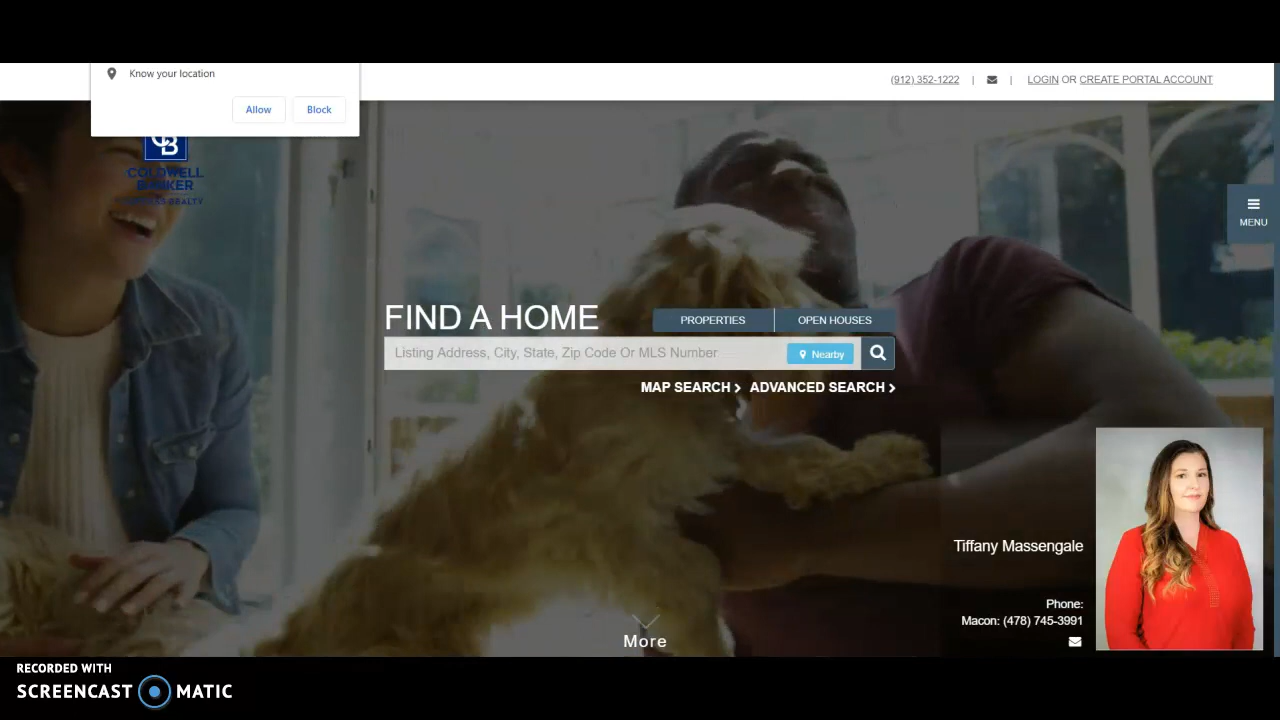 Know your location
Allow
Block
(912) 352-1222 | | LOGIN OR CREATE PORTAL ACCOUNT
CB
COLDWELL
BANKER
REALTY
MENU
FIND A HOME
PROPERTIES
OPEN HOUSES
Listing Address, City, State, Zip Code Or MLS Number
Nearby
MAP SEARCH
ADVANCED SEARCH
Tiffany Massengale
Phone:
Macon: (478) 745-3991
More
RECORDED WITH
SCREENCAST MATIC